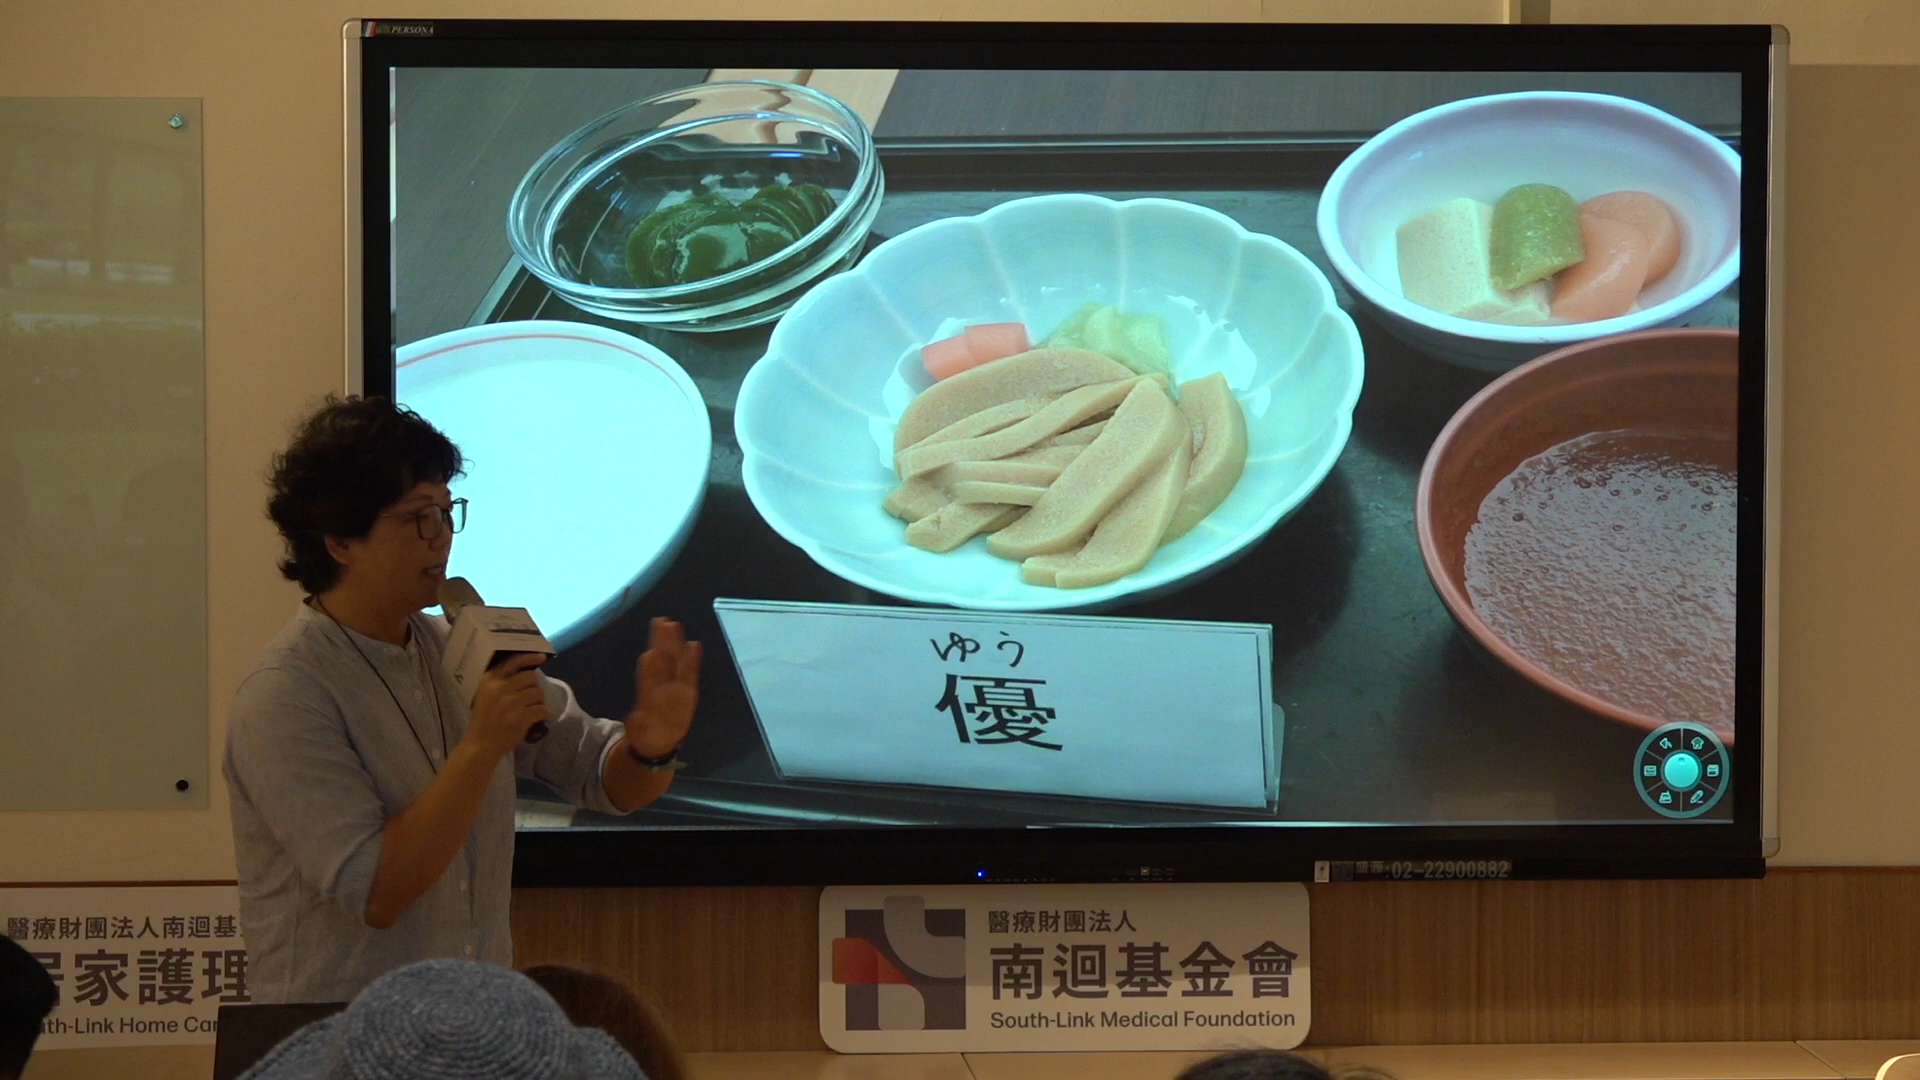 PERSONA
ゆう
優
:02-22900882
醫療財團法人南迴基
居家護理
th-Link Home Car
醫療財團法人
南迴基金會
South-Link Medical Foundation